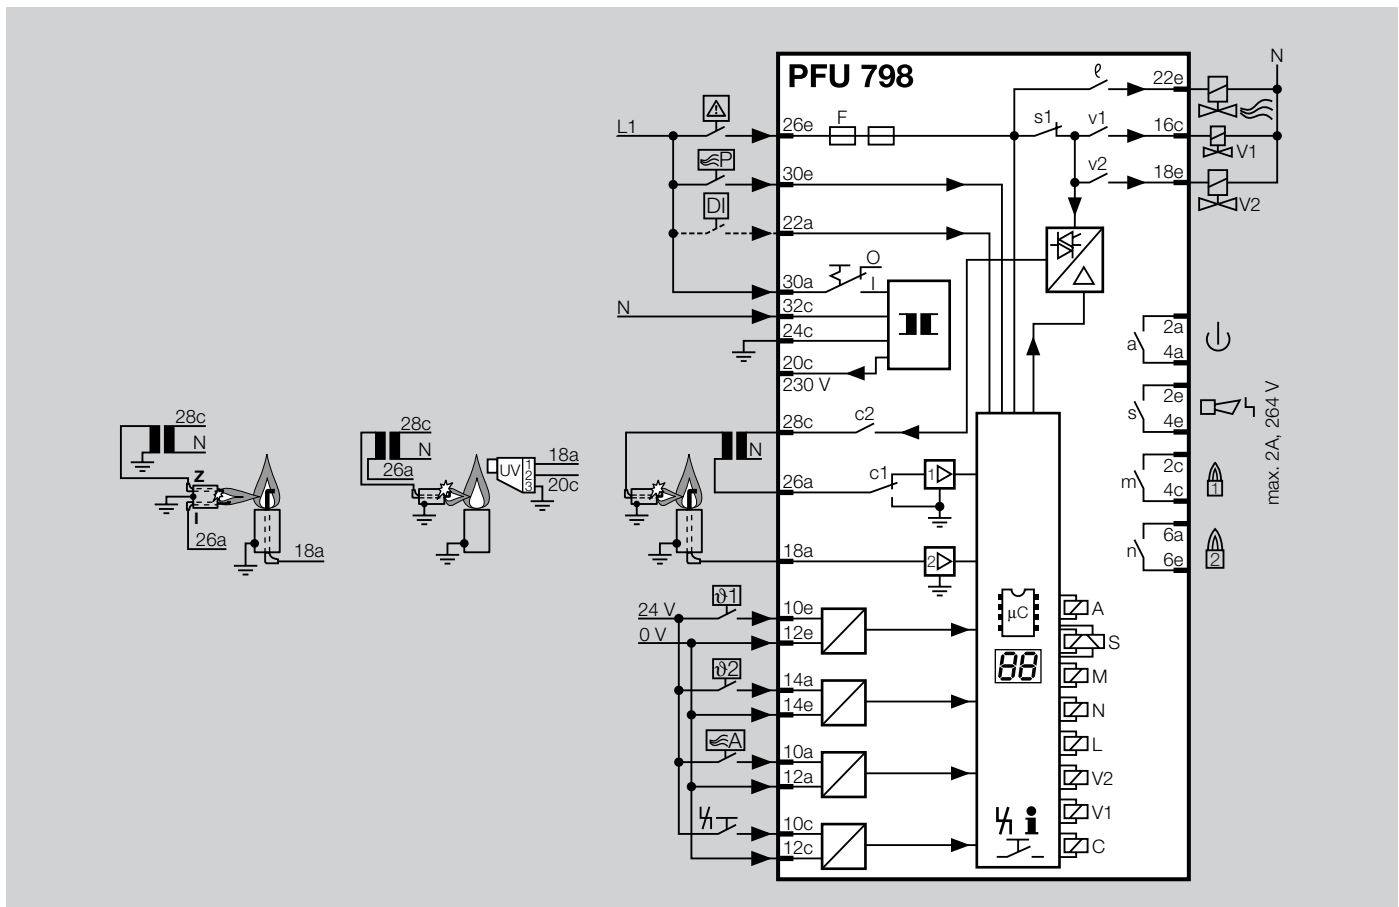 PFU 798
N
ℓ
22e
L1
26e
F
s1
v1
16c
V1
P
30e
v2
18e
V2
DI
22a
30a
O
I
N
32c
24c
20c
230 V
a
2a
4a
s
2e
4e
m
2c
4c
1
n
6a
6e
2
max. 2A, 264 V
28c
N
Z
I
26a
18a
28c
N
26a
UV
1
2
3
18a
20c
N
28c
c2
26a
c1
1
18a
2
24 V
0 V
ϑ1
10e
12e
ϑ2
14a
14e
A
10a
12a
10c
12c
µC
88
A
S
M
N
L
V2
V1
C
i